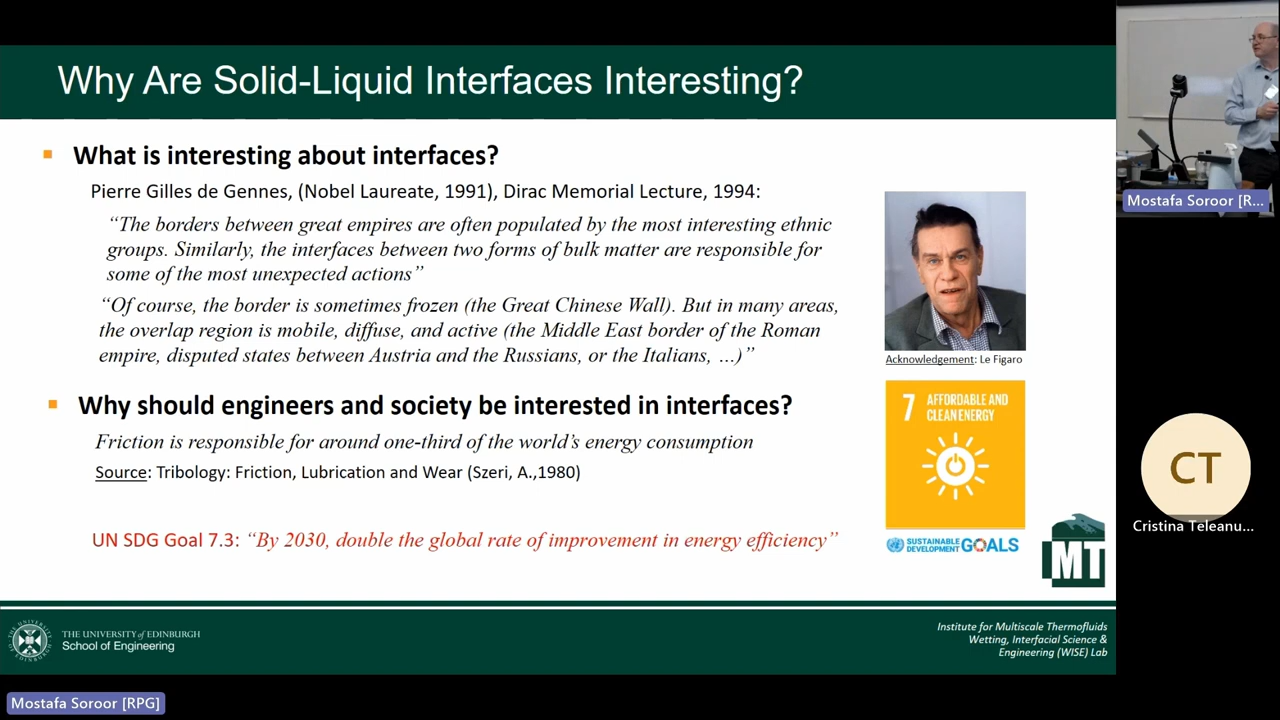 Why Are Solid-Liquid Interfaces Interesting?
▪ What is interesting about interfaces?
Pierre Gilles de Gennes, (Nobel Laureate, 1991), Dirac Memorial Lecture, 1994:
“The borders between great empires are often populated by the most interesting ethnic
groups. Similarly, the interfaces between two forms of bulk matter are responsible for
some of the most unexpected actions”
“Of course, the border is sometimes frozen (the Great Chinese Wall). But in many areas,
the overlap region is mobile, diffuse, and active (the Middle East border of the Roman
empire, disputed states between Austria and the Russians, or the Italians, …)”
Acknowledgement: Le Figaro
▪ Why should engineers and society be interested in interfaces?
Friction is responsible for around one-third of the world’s energy consumption
Source: Tribology: Friction, Lubrication and Wear (Szeri, A.,1980)
UN SDG Goal 7.3: “By 2030, double the global rate of improvement in energy efficiency”
7 AFFORDABLE AND
CLEAN ENERGY
SUSTAINABLE
DEVELOPMENT
GOALS
MT
THE UNIVERSITY of EDINBURGH
School of Engineering
Institute for Multiscale Thermofluids
Wetting, Interfacial Science &
Engineering (WISE) Lab
Mostafa Soroor [R...
CT
Cristina Teleanu...
Mostafa Soroor [RPG]